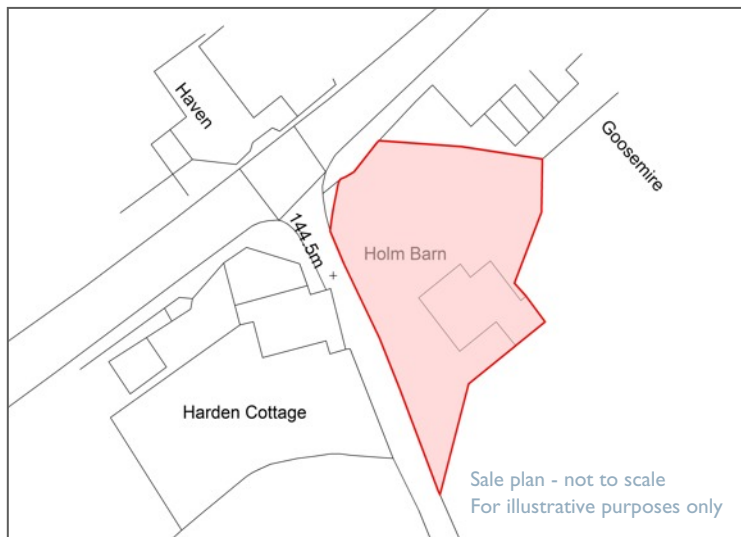 Haven
Goosemire
144.5m
Holm Barn
Harden Cottage
Sale plan - not to scale
For illustrative purposes only